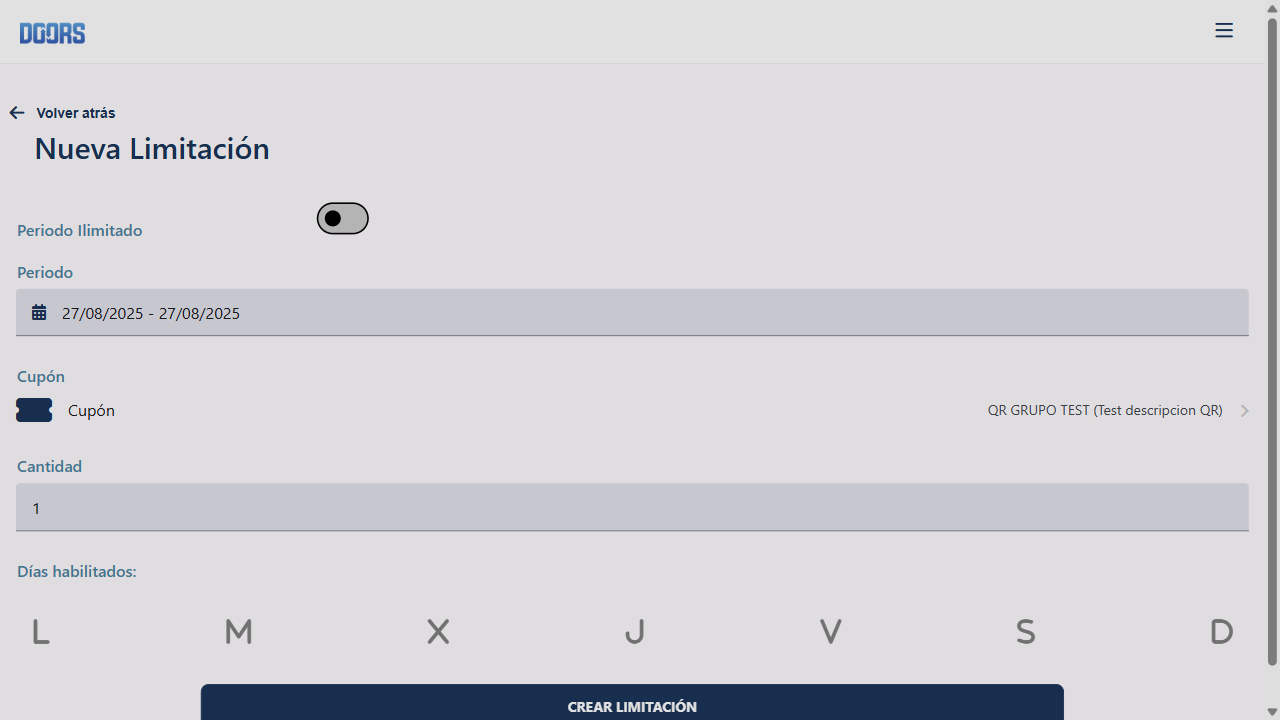 DOORS
Volver atrás
Nueva Limitación
Periodo Ilimitado
Periodo
27/08/2025 - 27/08/2025
Cupón
Cupón QR GRUPO TEST (Test descripcion QR)
Cantidad
1
Días habilitados:
L M X J V S D
CREAR LIMITACIÓN